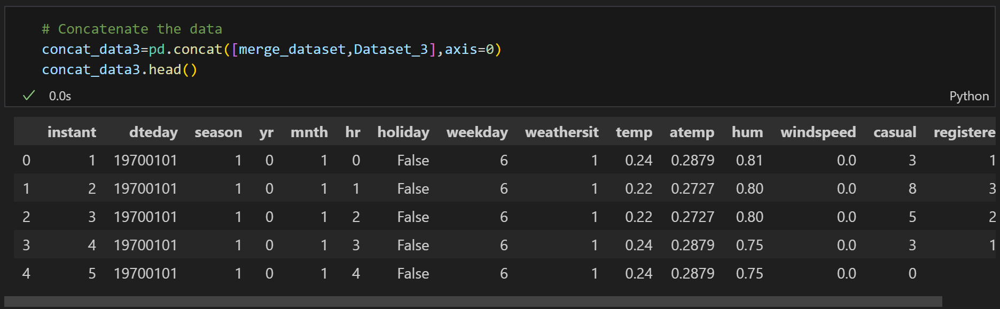 # Concatenate the data
concat_data3=pd.concat([merge_dataset,Dataset_3],axis=0)
concat_data3.head()
0.0s
Python
instant dteday season yr mnth hr holiday weekday weathersit temp atemp hum windspeed casual registere
0 1 19700101 1 0 1 0 False 6 1 0.24 0.2879 0.81 0.0 3 1
1 2 19700101 1 0 1 1 False 6 1 0.22 0.2727 0.80 0.0 8 3
2 3 19700101 1 0 1 2 False 6 1 0.22 0.2727 0.80 0.0 5 2
3 4 19700101 1 0 1 3 False 6 1 0.24 0.2879 0.75 0.0 3 1
4 5 19700101 1 0 1 4 False 6 1 0.24 0.2879 0.75 0.0 0